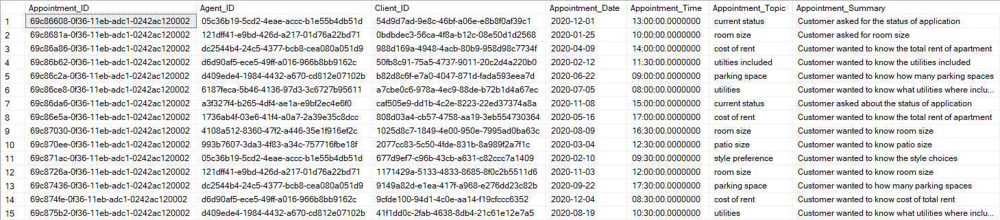 Appointment_ID Agent_ID Client_ID Appointment_Date Appointment_Time Appointment_Topic Appointment_Summary
1 69c86608-0f36-11eb-adc1-0242ac120002 05c36b19-5cd2-4eae-accc-b1e55b4db51d 54d9d7ad-9e8c-46bf-a06e-e8b8f0af39c1 2020-12-01 13:00:00.0000000 current status Customer asked for the status of application
2 69c8681a-0f36-11eb-adc1-0242ac120002 121dff41-e9bd-426d-a217-01d76a22bd71 0bdbdec3-56ca-4f8a-b12c-08e50d1d2568 2020-01-25 10:00:00.0000000 room size Customer asked for room size
3 69c86a86-0f36-11eb-adc1-0242ac120002 dc2544b4-24c5-4377-bcb8-cea080a051d9 988d169a-4948-4acb-80b9-958d98c7734f 2020-04-09 14:00:00.0000000 cost of rent Customer wanted to know the total rent of apartment
4 69c86b62-0f36-11eb-adc1-0242ac120002 d6d90af5-ece5-49ff-a016-966b8bb9162c 50fb8c91-75a5-4737-9011-20c2d4a220b0 2020-02-12 11:30:00.0000000 utilties included Customer wanted to know the utilities included
5 69c86c2a-0f36-11eb-adc1-0242ac120002 d409ede4-1984-4432-a670-cd812e07102b b82d8c6f-e7a0-4047-871d-fada593eea7d 2020-06-22 09:00:00.0000000 parking space Customer wanted to know how many parking spaces
6 69c86ce8-0f36-11eb-adc1-0242ac120002 6187feca-5b46-4136-97d3-3c6727b95611 a7cbe0c6-978a-4ec9-88de-b72b1d4a67ec 2020-07-05 08:00:00.0000000 utilities Customer wanted to know what utilities where inclu...
7 69c86da6-0f36-11eb-adc1-0242ac120002 a3f327f4-b265-4df4-ae1a-e9bf2ec4e6f0 caf505e9-dd1b-4c2e-8223-22ed37374a8a 2020-11-08 15:00:00.0000000 current status Customer asked about the status of application
8 69c86e5a-0f36-11eb-adc1-0242ac120002 1736ab4f-03e6-41f4-a0a7-2a39e35c8dcc 808d03a4-cb57-4758-aa19-3eb554730364 2020-05-16 17:00:00.0000000 cost of rent Customer wanted to know the total rent of apartment
9 69c87030-0f36-11eb-adc1-0242ac120002 4108a512-8360-47f2-a446-35e1f916ef2c 1025d8c7-1849-4e00-950e-7995ad0ba63c 2020-08-09 16:30:00.0000000 room size Customer wanted to know room size
10 69c870ee-0f36-11eb-adc1-0242ac120002 993b7607-3da3-4f83-a34c-757716fbe18f 2077cc83-5c50-4fde-831b-8a989f2a7f1c 2020-03-04 12:30:00.0000000 patio size Customer wanted to know patio size
11 69c871ac-0f36-11eb-adc1-0242ac120002 05c36b19-5cd2-4eae-accc-b1e55b4db51d 677d9ef7-c96b-43cb-a631-c82ccc7a1409 2020-02-10 09:30:00.0000000 style preference Customer wanted to know the style choices
12 69c8726a-0f36-11eb-adc1-0242ac120002 121dff41-e9bd-426d-a217-01d76a22bd71 1171429a-5133-4833-8685-8f0c2b5511d6 2020-11-03 12:00:00.0000000 room size Customer wanted to know room size
13 69c87436-0f36-11eb-adc1-0242ac120002 dc2544b4-24c5-4377-bcb8-cea080a051d9 9149a82d-e1ea-417f-a968-e276dd23c82b 2020-09-22 17:30:00.0000000 parking space Customer wanted to how many parking spaces
14 69c874fe-0f36-11eb-adc1-0242ac120002 d6d90af5-ece5-49ff-a016-966b8bb9162c 9cfde100-94d1-4c0e-aa14-f19cfccc6352 2020-12-04 08:30:00.0000000 cost of rent Customer wanted to know cost of total rent
15 69c875b2-0f36-11eb-adc1-0242ac120002 d409ede4-1984-4432-a670-cd812e07102b 41f1dd0c-2fab-4638-8db4-21c61e12e7a5 2020-08-19 10:30:00.0000000 utilities Customer wanted to know what utilities where inclu...